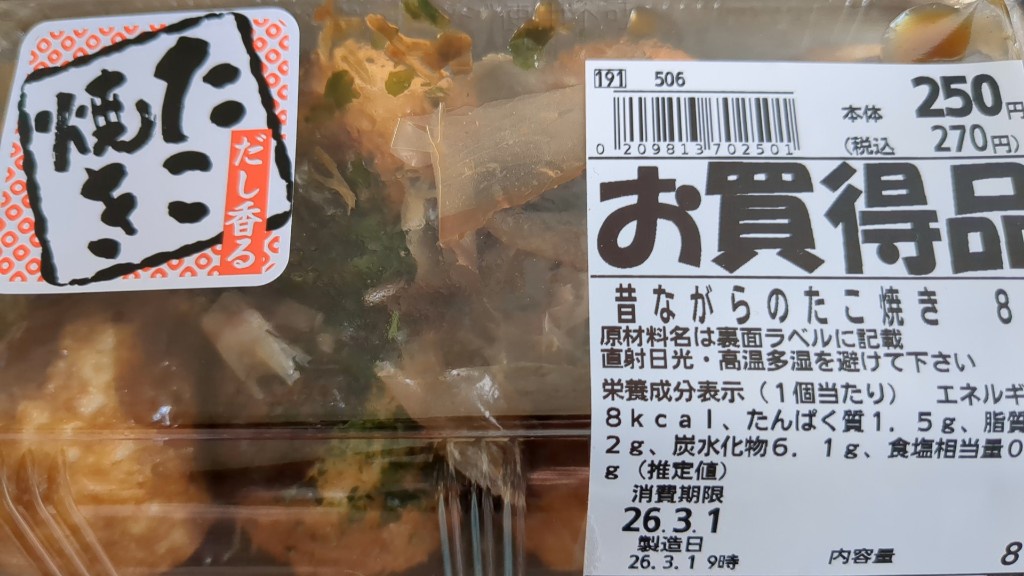 たこ
焼き
だし香る
191 506
0 209813 702501
本体 250円
(税込 270円)
お買得品
昔ながらのたこ焼き 8
原材料名は裏面ラベルに記載
直射日光・高温多湿を避けて下さい
栄養成分表示(1個当たり) エネルギ
8kcal、たんぱく質1.5g、脂質
2g、炭水化物6.1g、食塩相当量0
g(推定値)
消費期限
26.3.1
製造日
26.3.1 9時
内容量 8